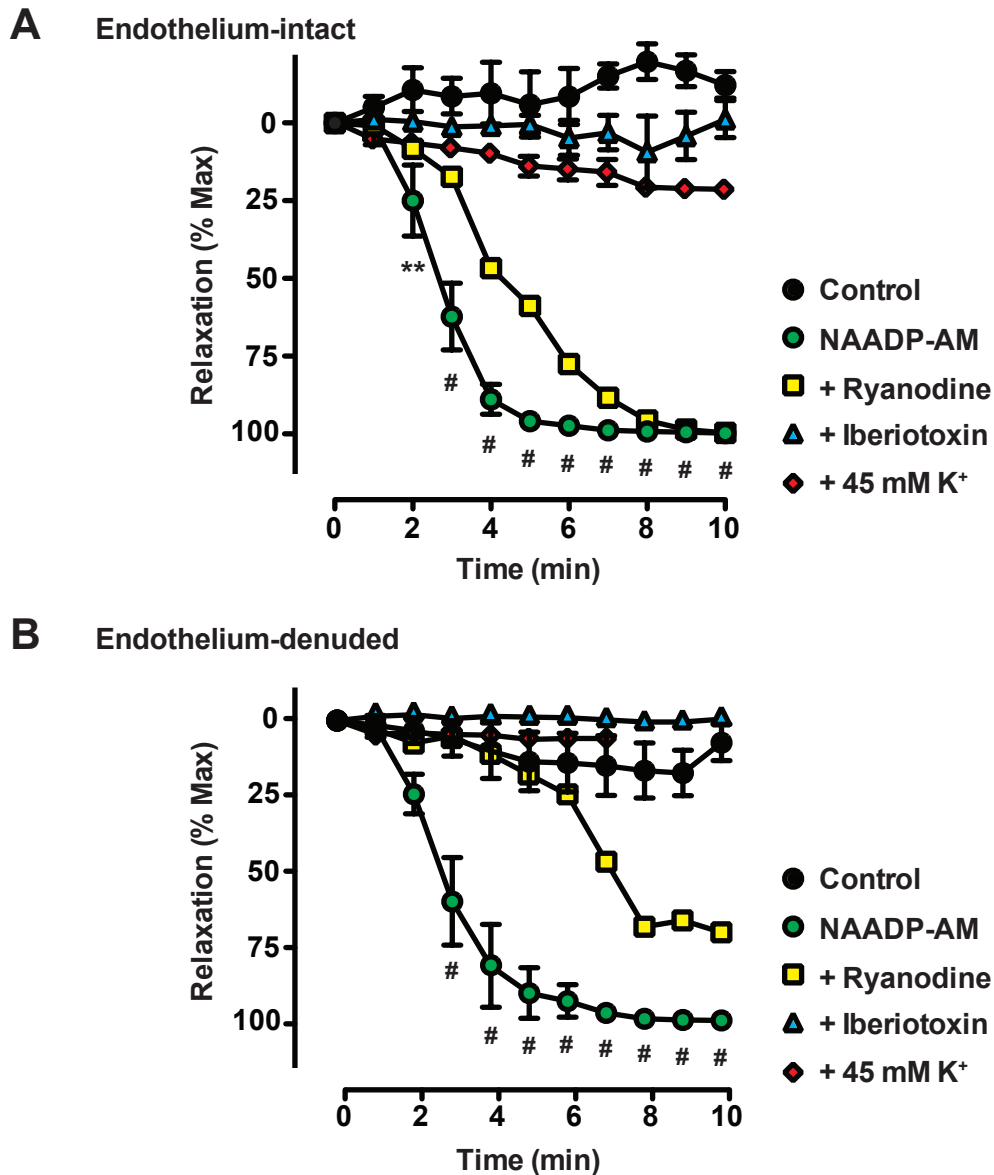 A Endothelium-intact
Relaxation (% Max)
0
25
50
75
100
**
#
# # # # # # #
0 2 4 6 8 10
Time (min)
Control
NAADP-AM
+ Ryanodine
+ Iberiotoxin
+ 45 mM K⁺
B Endothelium-denuded
Relaxation (% Max)
0
25
50
75
100
#
# # # # # # #
0 2 4 6 8 10
Time (min)
Control
NAADP-AM
+ Ryanodine
+ Iberiotoxin
+ 45 mM K⁺